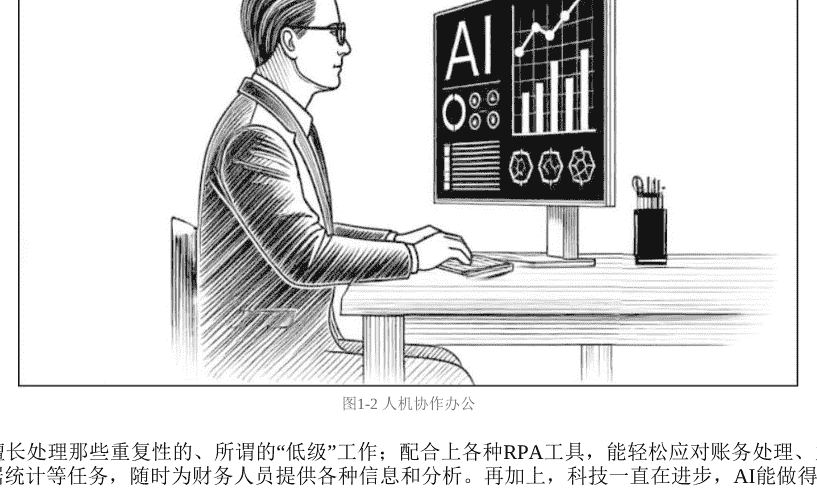 AI
图1-2 人机协作办公
擅长处理那些重复性的、所谓的“低级”工作；配合上各种RPA工具，能轻松应对账务处理、
据统计等任务，随时为财务人员提供各种信息和分析。再加上，科技一直在进步，AI能做得